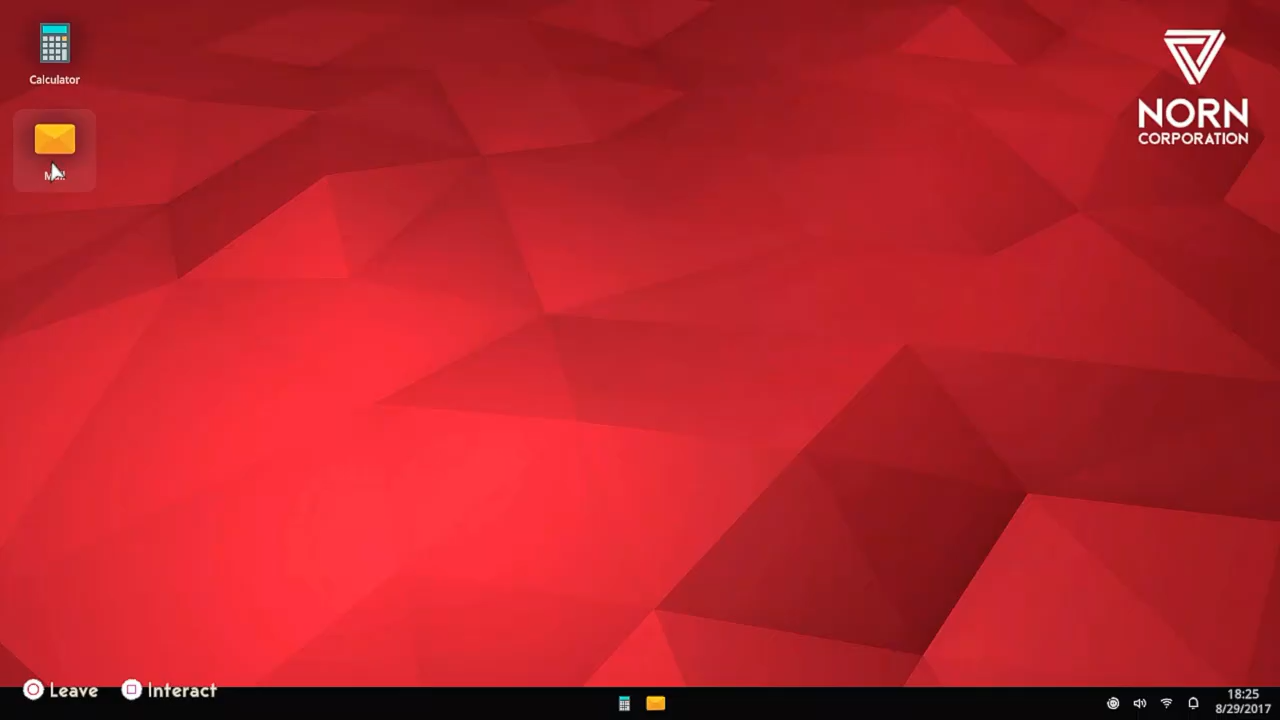 Calculator
NORN
CORPORATION
Leave
Interact
18:25
8/29/2017